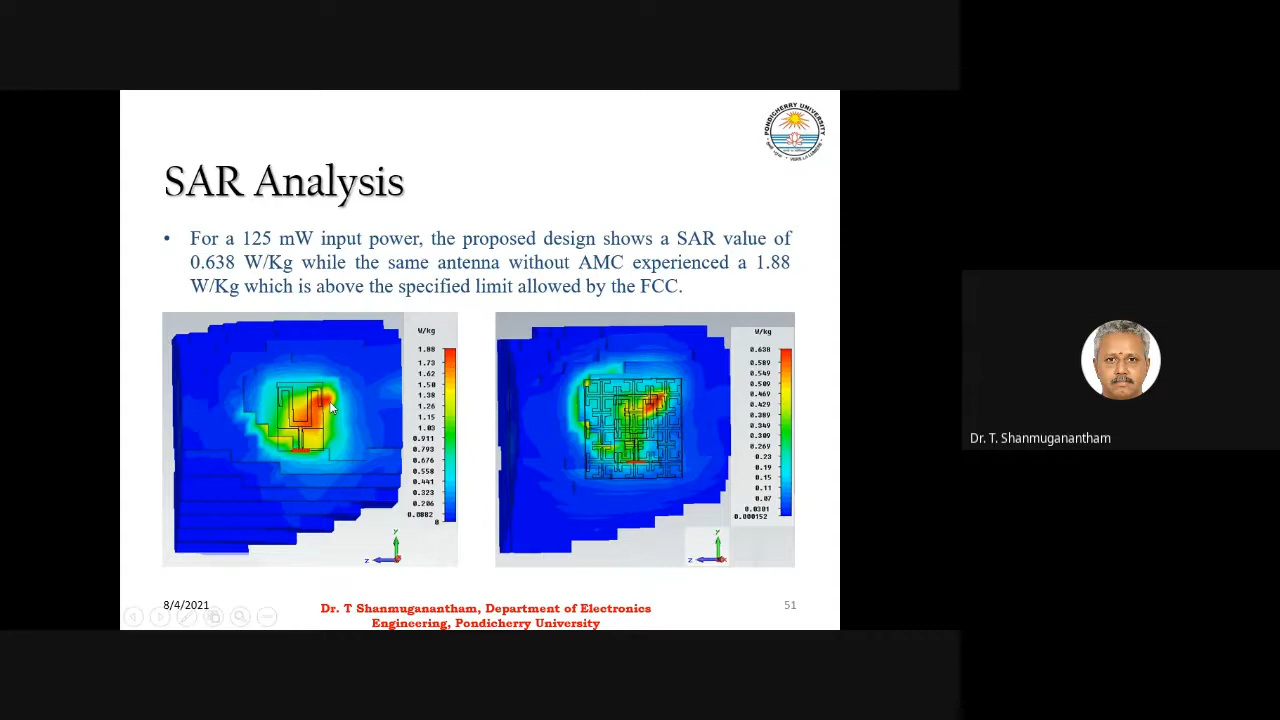 PONDICHERRY UNIVERSITY
VERS LA LUMIERE
SAR Analysis
• For a 125 mW input power, the proposed design shows a SAR value of
0.638 W/Kg while the same antenna without AMC experienced a 1.88
W/Kg which is above the specified limit allowed by the FCC.
W/kg
1.88
1.73
1.62
1.50
1.38
1.26
1.15
1.03
0.911
0.793
0.676
0.558
0.441
0.323
0.206
0.0882
0
y
z
W/kg
0.638
0.589
0.549
0.509
0.469
0.429
0.389
0.349
0.309
0.269
0.23
0.19
0.15
0.11
0.07
0.0301
0.000152
y
z
x
Dr. T. Shanmuganantham
8/4/2021
Dr. T Shanmuganantham, Department of Electronics
Engineering, Pondicherry University
51